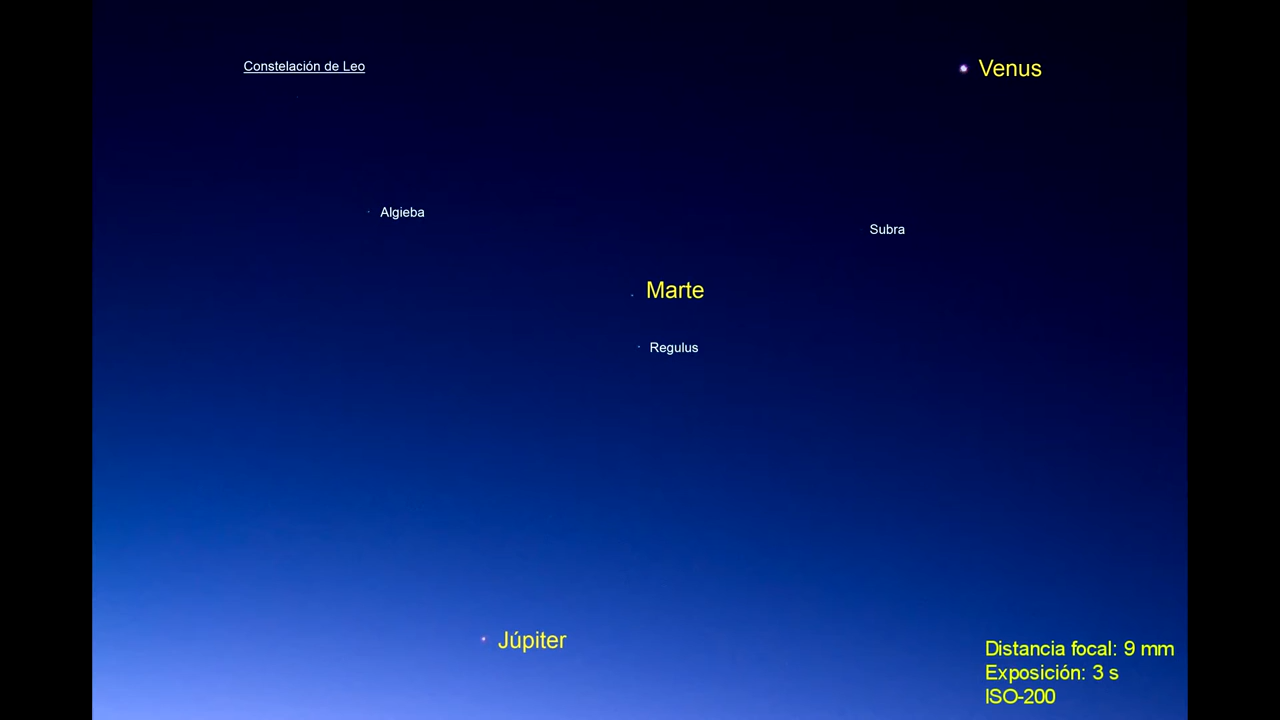 Constelación de Leo
Venus
Algieba
Subra
Marte
Regulus
Júpiter
Distancia focal: 9 mm
Exposición: 3 s
ISO-200